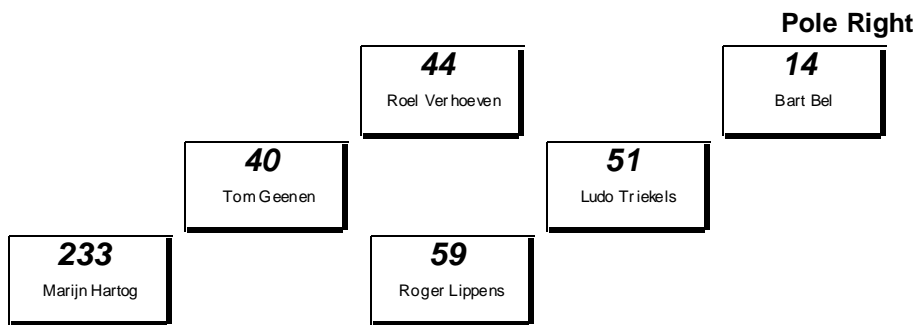 Pole Right
44
Roel Verhoeven
14
Bart Bel
40
Tom Geenen
51
Ludo Triekels
233
Marijn Hartog
59
Roger Lippens